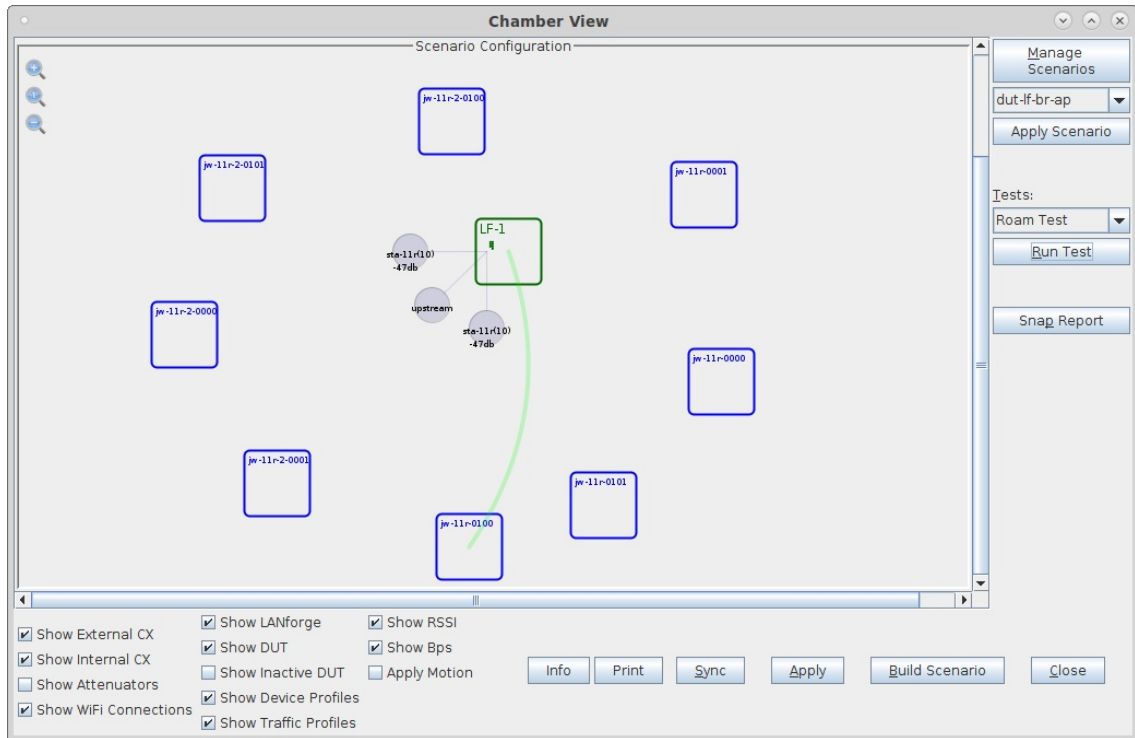 Chamber View
Scenario Configuration
Manage
Scenarios
dut-lf-br-ap
Apply Scenario
Tests:
Roam Test
Run Test
Snap Report
jw-11r-2-0100
jw-11r-2-0101
jw-11r-0001
LF-1
sta-11r(10)
-47db
upstream
sta-11r(10)
-47db
jw-11r-2-0000
jw-11r-0000
jw-11r-2-0001
jw-11r-0101
jw-11r-0100
Show External CX
Show Internal CX
Show Attenuators
Show WiFi Connections
Show LANforge
Show DUT
Show Inactive DUT
Show Device Profiles
Show Traffic Profiles
Show RSSI
Show Bps
Apply Motion
Info
Print
Sync
Apply
Build Scenario
Close